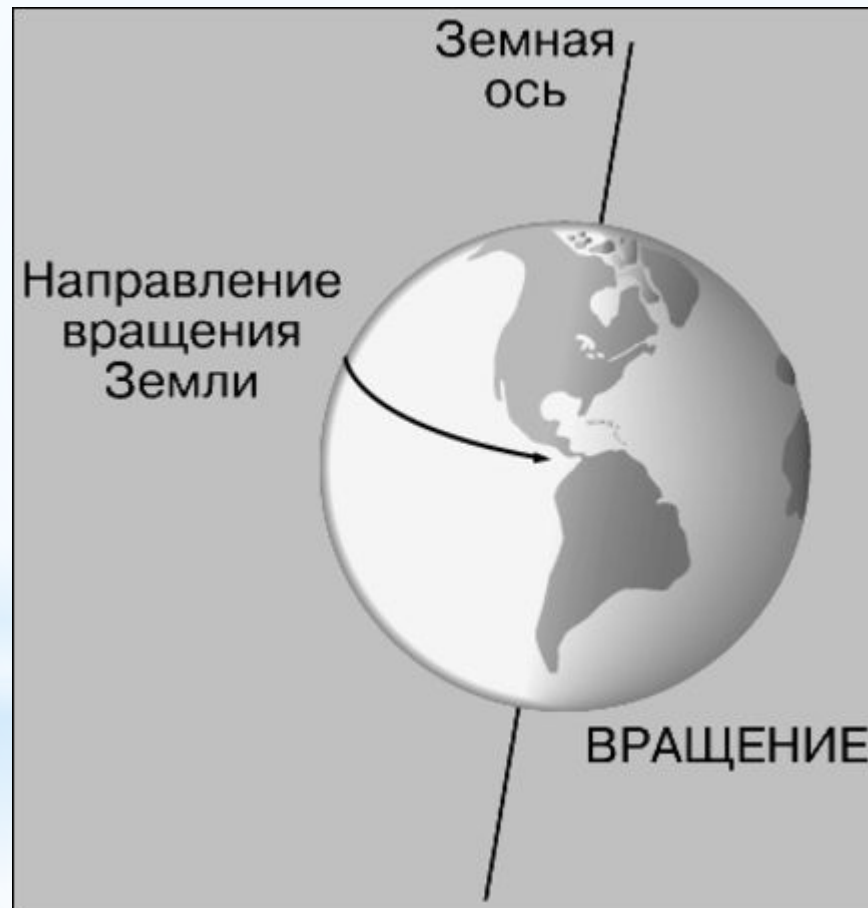 Земная
ось
Направление
вращения
Земли
ВРАЩЕНИЕ